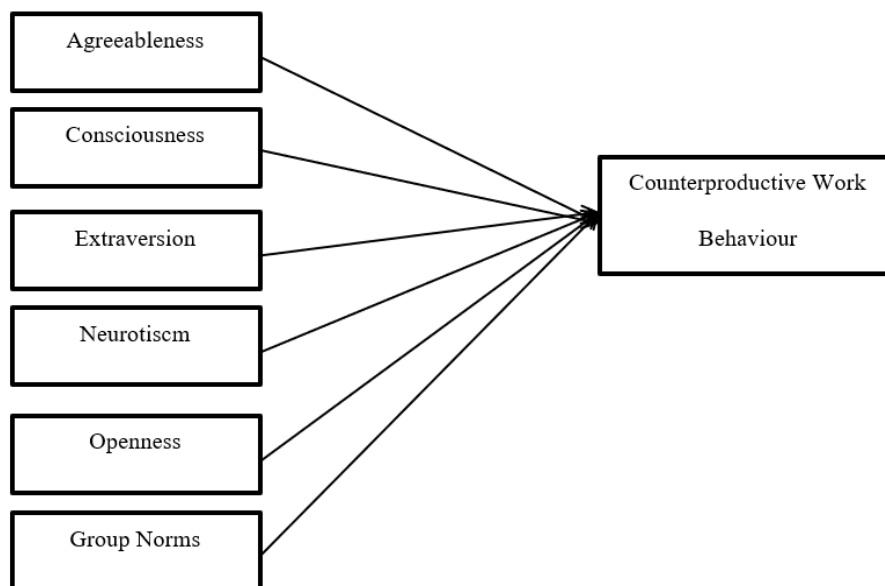 Agreeableness
Consciousness
Extraversion
Neurotiscm
Openness
Group Norms
Counterproductive Work
Behaviour